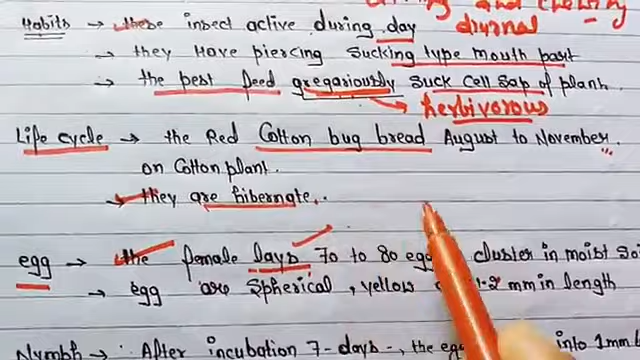 and chewing
Habits → these insect active during day diurnal
→ they have piercing sucking type mouth part
→ the pest feed gregariously suck cell sap of plant.
→ herbivorous
Life cycle → the Red Cotton bug bread August to November
on Cotton plant.
→ they are hibernate.
egg → the female lays 70 to 80 egg cluster in moist
→ egg are spherical, yellow 1.2 mm in length
Nymph → After incubation 7-days-, the eg into 1mm